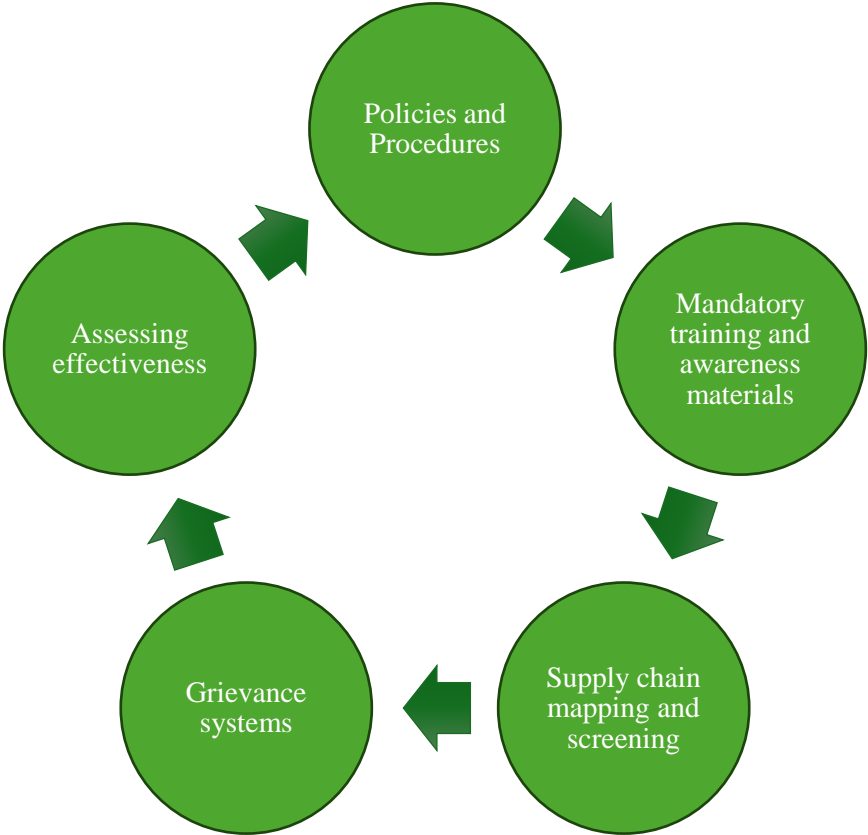 Policies and
Procedures
Mandatory
training and
awareness
materials
Supply chain
mapping and
screening
Grievance
systems
Assessing
effectiveness